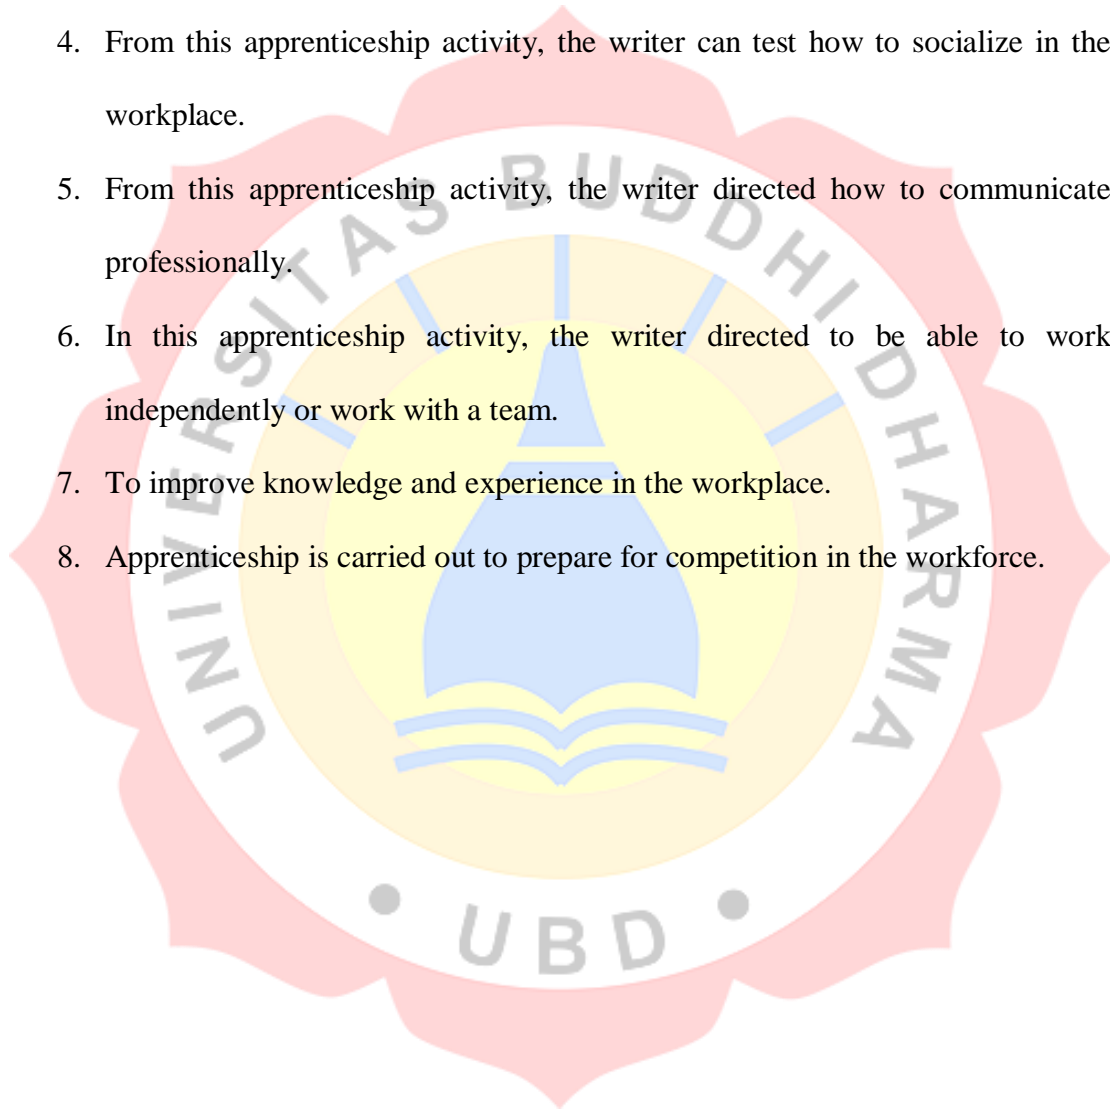 4. From this apprenticeship activity, the writer can test how to socialize in the
workplace.
5. From this apprenticeship activity, the writer directed how to communicate
professionally.
6. In this apprenticeship activity, the writer directed to be able to work
independently or work with a team.
7. To improve knowledge and experience in the workplace.
8. Apprenticeship is carried out to prepare for competition in the workforce.
UNIVERSITAS BUDDHI DHARMA
• UBD •